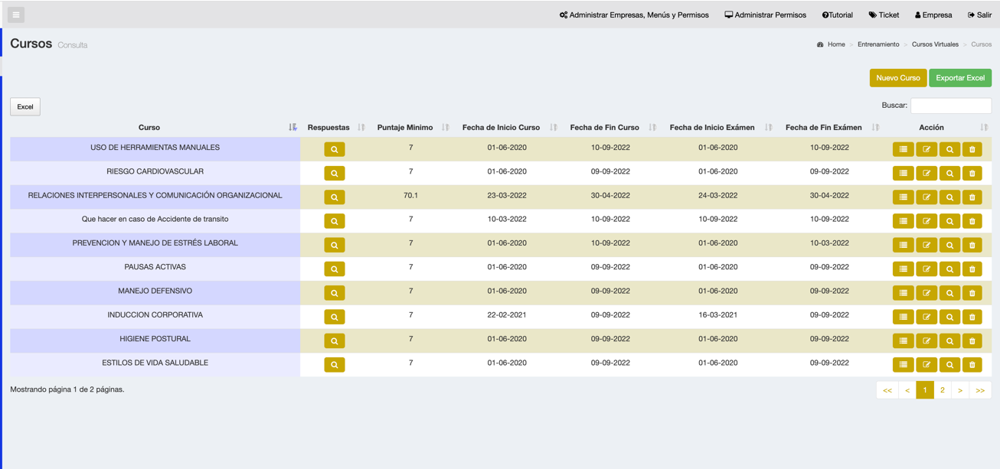 Administrar Empresas, Menús y Permisos Administrar Permisos Tutorial Ticket Empresa Salir
Cursos Consulta
Home > Entrenamiento > Cursos Virtuales > Cursos
Nuevo Curso Exportar Excel
Excel
Buscar:
Curso Respuestas Puntaje Minimo Fecha de Inicio Curso Fecha de Fin Curso Fecha de Inicio Exámen Fecha de Fin Exámen Acción
USO DE HERRAMIENTAS MANUALES 7 01-06-2020 10-09-2022 01-06-2020 10-09-2022
RIESGO CARDIOVASCULAR 7 01-06-2020 09-09-2022 01-06-2020 09-09-2022
RELACIONES INTERPERSONALES Y COMUNICACIÓN ORGANIZACIONAL 70.1 23-03-2022 30-04-2022 24-03-2022 30-04-2022
Que hacer en caso de Accidente de transito 7 10-03-2022 10-09-2022 10-09-2022 10-09-2022
PREVENCION Y MANEJO DE ESTRÉS LABORAL 7 01-06-2020 10-09-2022 01-06-2020 10-03-2022
PAUSAS ACTIVAS 7 01-06-2020 09-09-2022 01-06-2020 09-09-2022
MANEJO DEFENSIVO 7 01-06-2020 09-09-2022 01-06-2020 09-09-2022
INDUCCION CORPORATIVA 7 22-02-2021 09-09-2022 16-03-2021 09-09-2022
HIGIENE POSTURAL 7 01-06-2020 09-09-2022 01-06-2020 09-09-2022
ESTILOS DE VIDA SALUDABLE 7 01-06-2020 09-09-2022 01-06-2020 09-09-2022
Mostrando página 1 de 2 páginas.
<< < 1 2 > >>